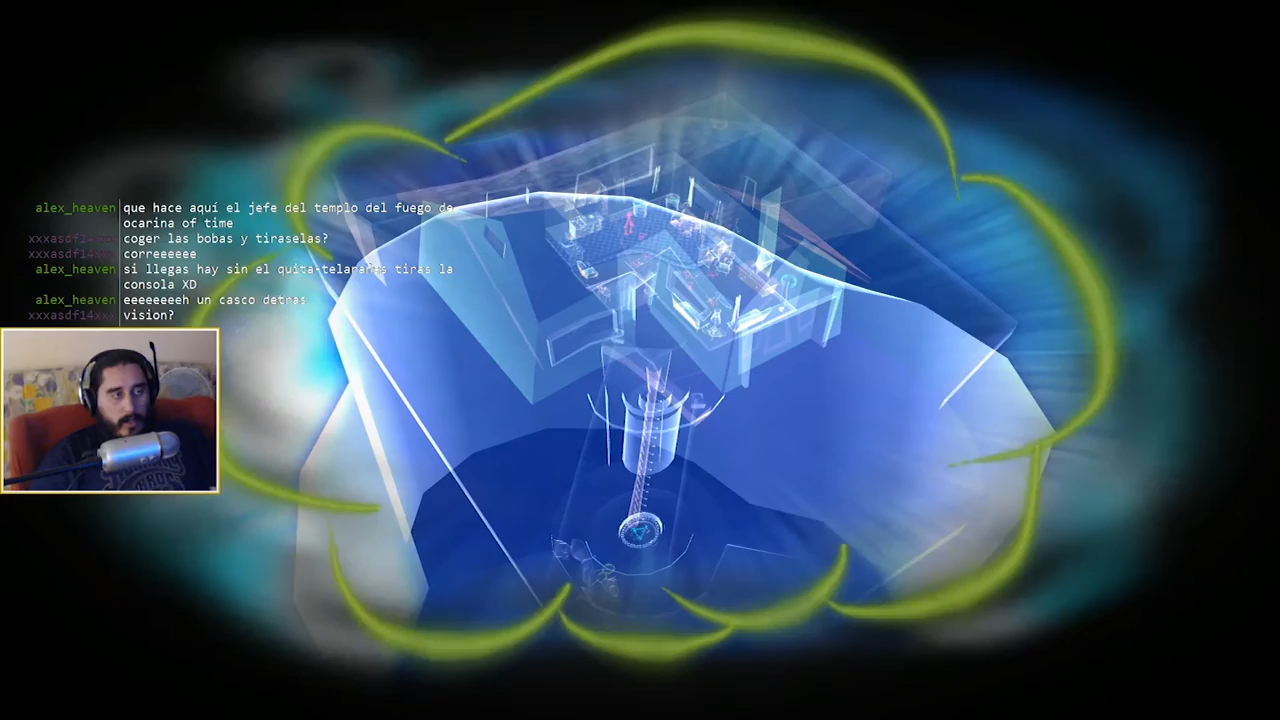 alex_heaven que hace aquí el jefe del templo del fuego de
ocarina of time
coger las bobas y tiraselas?
correeeeee
alex_heaven si llegas hay sin el quita-telarañas tiras la
consola XD
alex_heaven eeeeeeeh un casco detras
vision?